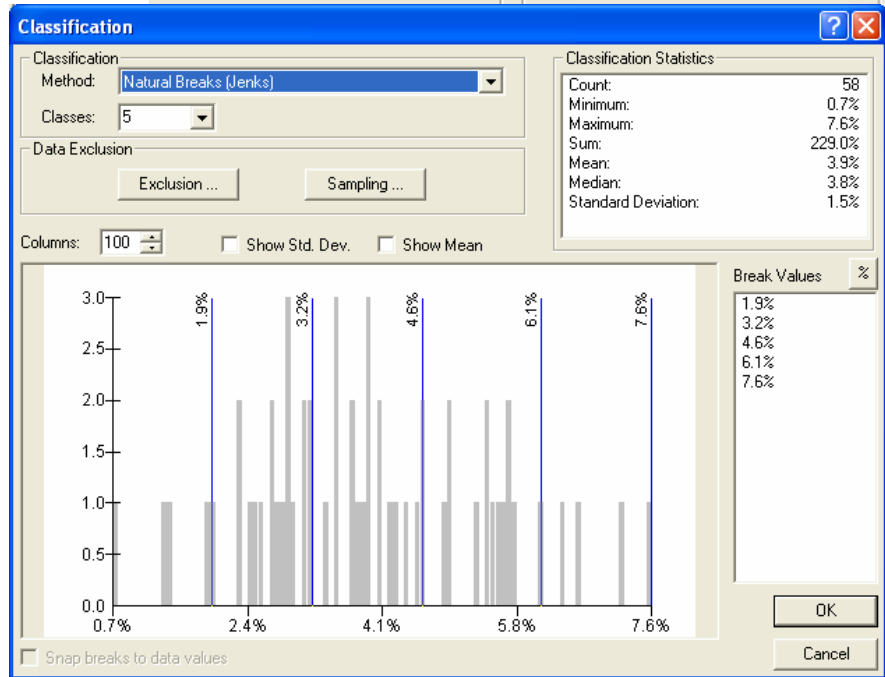 Classification
Classification
Method: Natural Breaks (Jenks)
Classes: 5
Data Exclusion
Exclusion ... Sampling ...
Classification Statistics
Count: 58
Minimum: 0.7%
Maximum: 7.6%
Sum: 229.0%
Mean: 3.9%
Median: 3.8%
Standard Deviation: 1.5%
Columns: 100 Show Std. Dev. Show Mean
Break Values %
1.9%
3.2%
4.6%
6.1%
7.6%
1.9% 3.2% 4.6% 6.1% 7.6%
3.0
2.5
2.0
1.5
1.0
0.5
0.0
0.7% 2.4% 4.1% 5.8% 7.6%
Snap breaks to data values
OK
Cancel